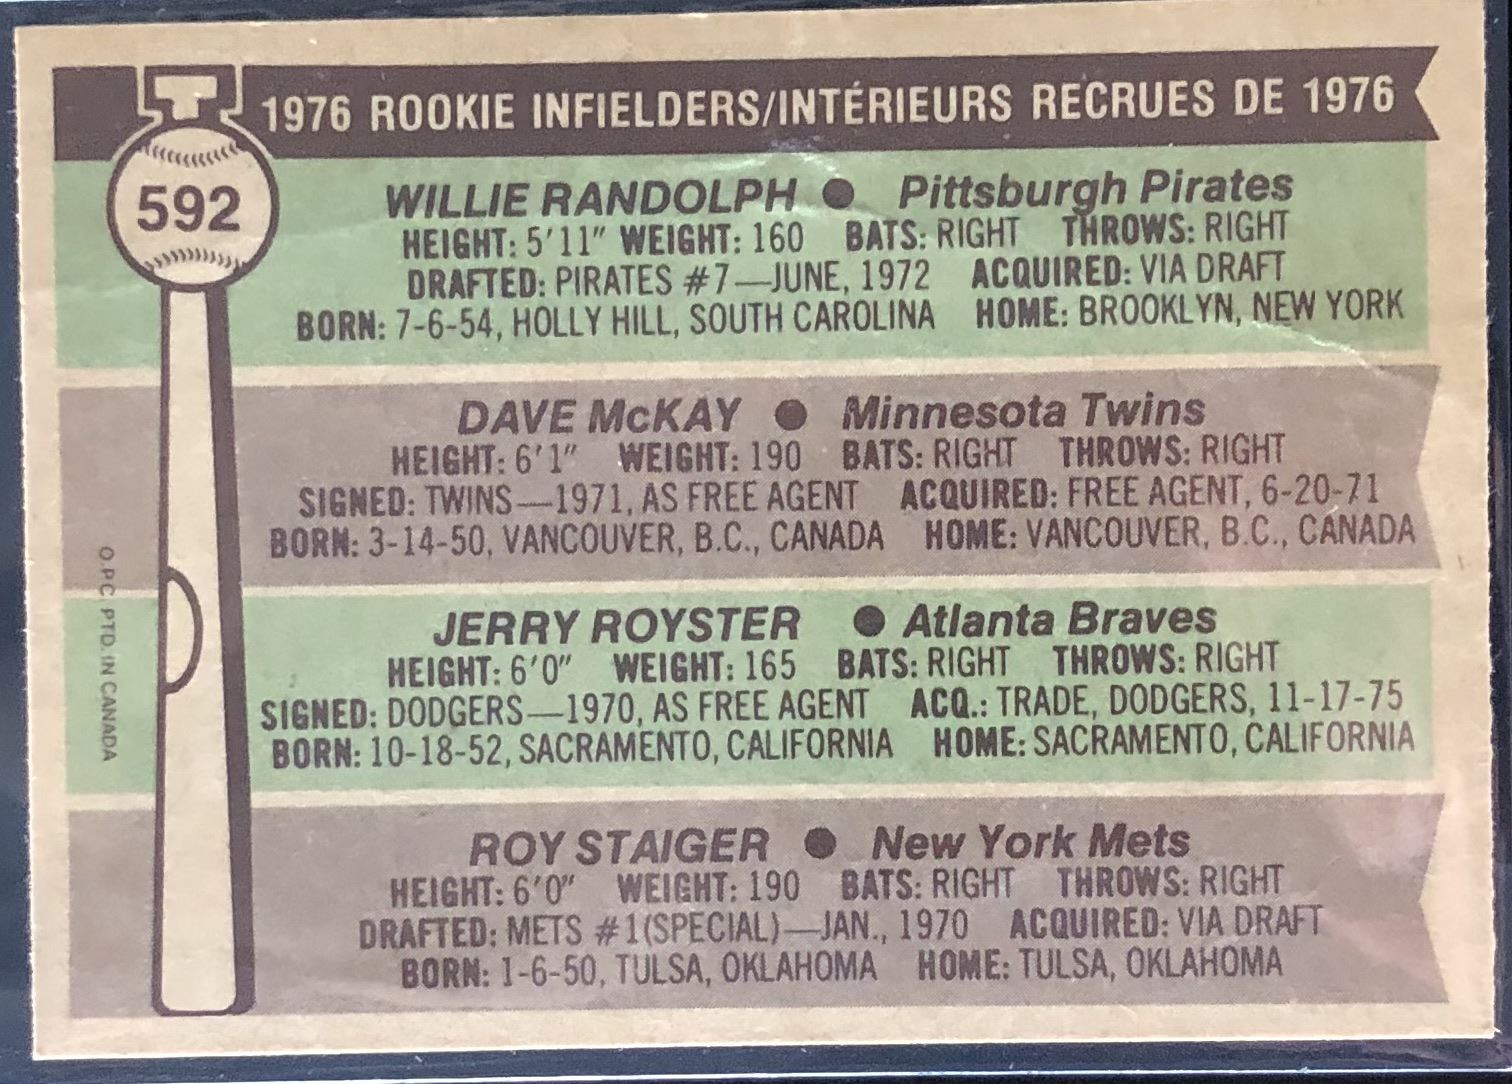 1976 ROOKIE INFIELDERS/INTÉRIEURS RECRUES DE 1976
592
WILLIE RANDOLPH ● Pittsburgh Pirates
HEIGHT: 5'11" WEIGHT: 160 BATS: RIGHT THROWS: RIGHT
DRAFTED: PIRATES #7—JUNE, 1972 ACQUIRED: VIA DRAFT
BORN: 7-6-54, HOLLY HILL, SOUTH CAROLINA HOME: BROOKLYN, NEW YORK
DAVE McKAY ● Minnesota Twins
HEIGHT: 6'1" WEIGHT: 190 BATS: RIGHT THROWS: RIGHT
SIGNED: TWINS—1971, AS FREE AGENT ACQUIRED: FREE AGENT, 6-20-71
BORN: 3-14-50, VANCOUVER, B.C., CANADA HOME: VANCOUVER, B.C., CANADA
JERRY ROYSTER ● Atlanta Braves
HEIGHT: 6'0" WEIGHT: 165 BATS: RIGHT THROWS: RIGHT
SIGNED: DODGERS—1970, AS FREE AGENT ACQ.: TRADE, DODGERS, 11-17-75
BORN: 10-18-52, SACRAMENTO, CALIFORNIA HOME: SACRAMENTO, CALIFORNIA
ROY STAIGER ● New York Mets
HEIGHT: 6'0" WEIGHT: 190 BATS: RIGHT THROWS: RIGHT
DRAFTED: METS #1(SPECIAL)—JAN., 1970 ACQUIRED: VIA DRAFT
BORN: 1-6-50, TULSA, OKLAHOMA HOME: TULSA, OKLAHOMA
O.P.C. PTD. IN CANADA
T